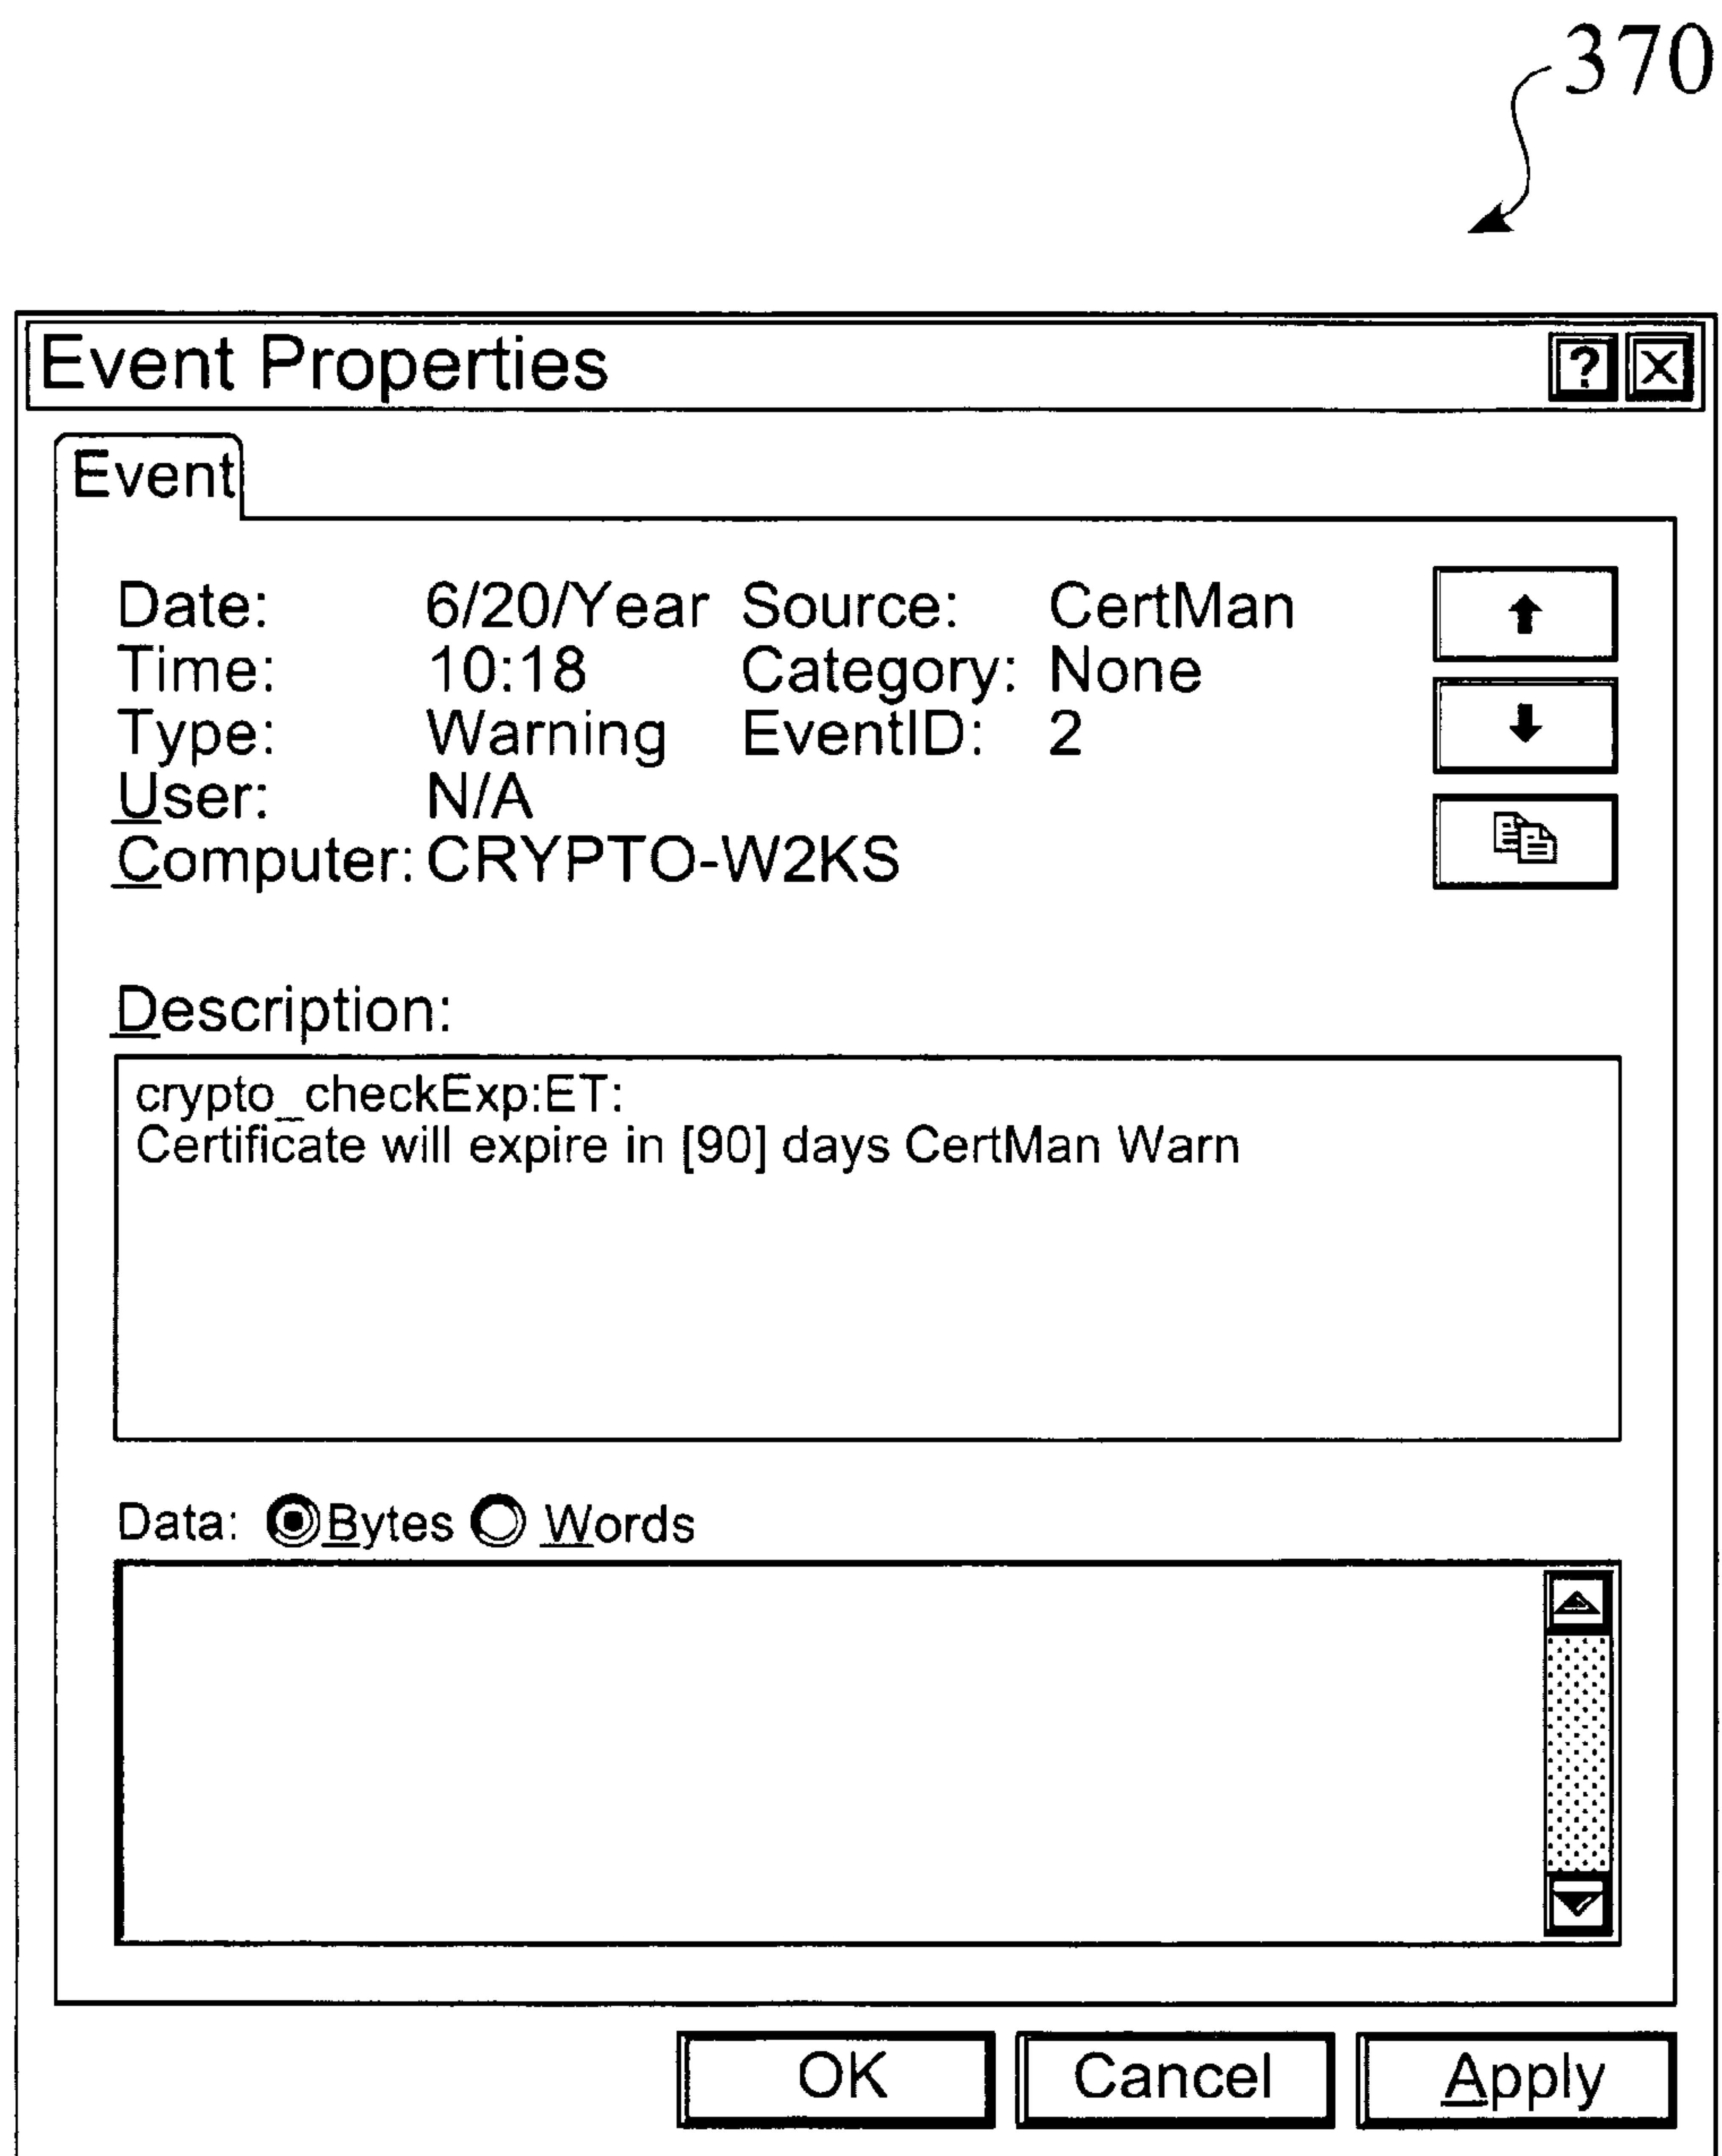 370
Event Properties ? X
Event
Date: 6/20/Year Source: CertMan
Time: 10:18 Category: None
Type: Warning EventID: 2
User: N/A
Computer: CRYPTO-W2KS
Description:
crypto_checkExp:ET:
Certificate will expire in [90] days CertMan Warn
Data: Bytes Words
OK Cancel Apply